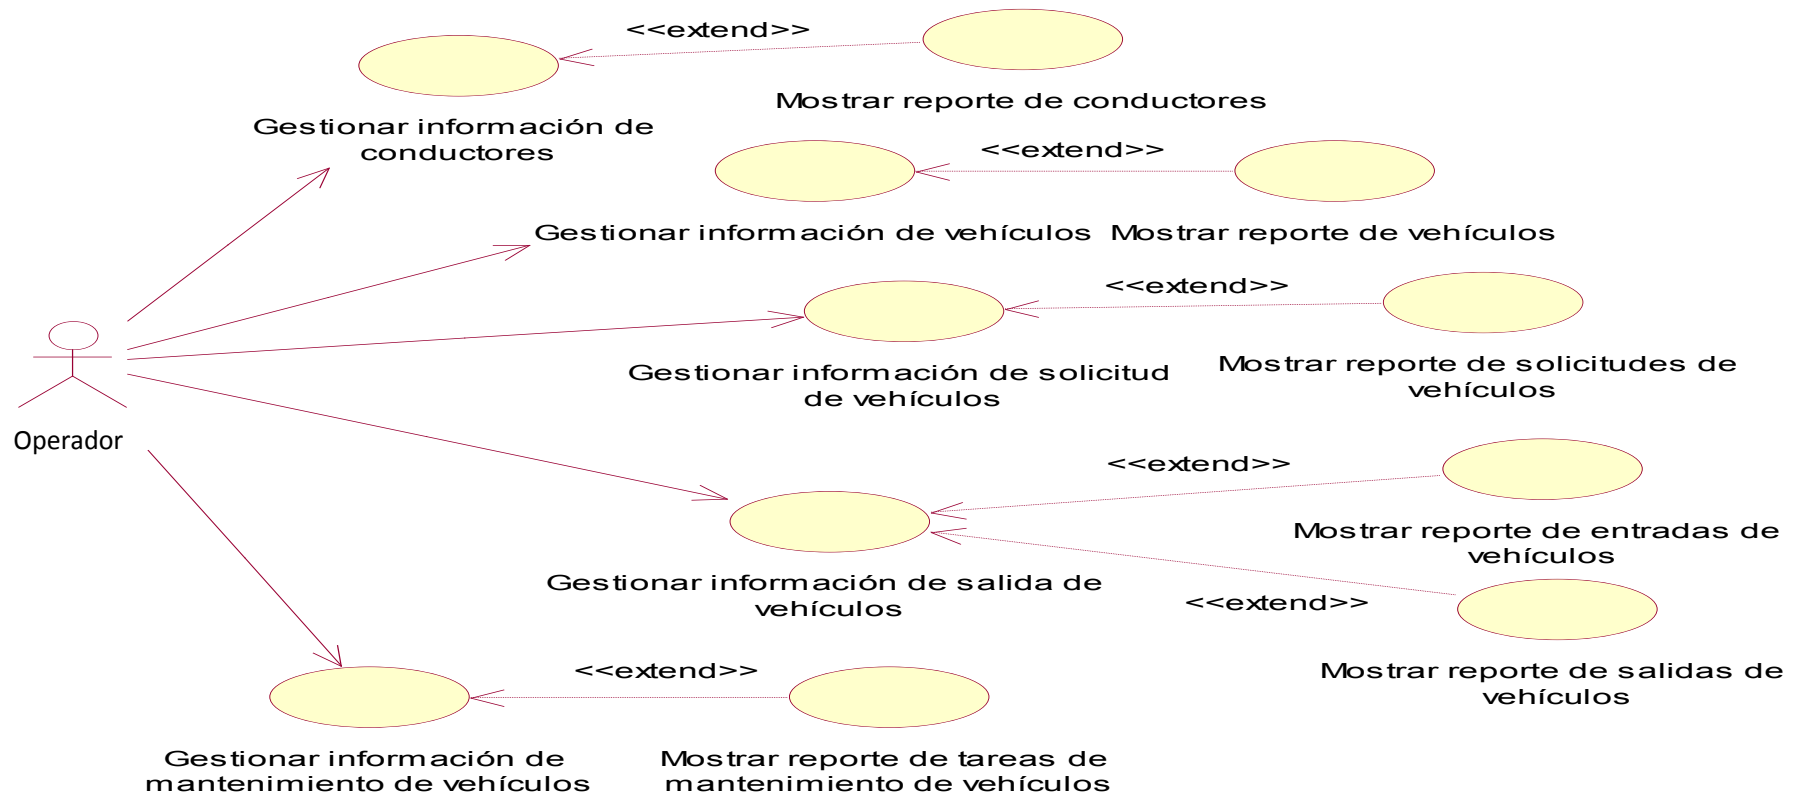 <<extend>>
Mostrar reporte de conductores
Gestionar información de
conductores
<<extend>>
Gestionar información de vehículos
Mostrar reporte de vehículos
<<extend>>
Gestionar información de solicitud
de vehículos
Mostrar reporte de solicitudes de
vehículos
Operador
<<extend>>
Mostrar reporte de entradas de
vehículos
Gestionar información de salida de
vehículos
<<extend>>
Mostrar reporte de salidas de
vehículos
<<extend>>
Gestionar información de
mantenimiento de vehículos
Mostrar reporte de tareas de
mantenimiento de vehículos